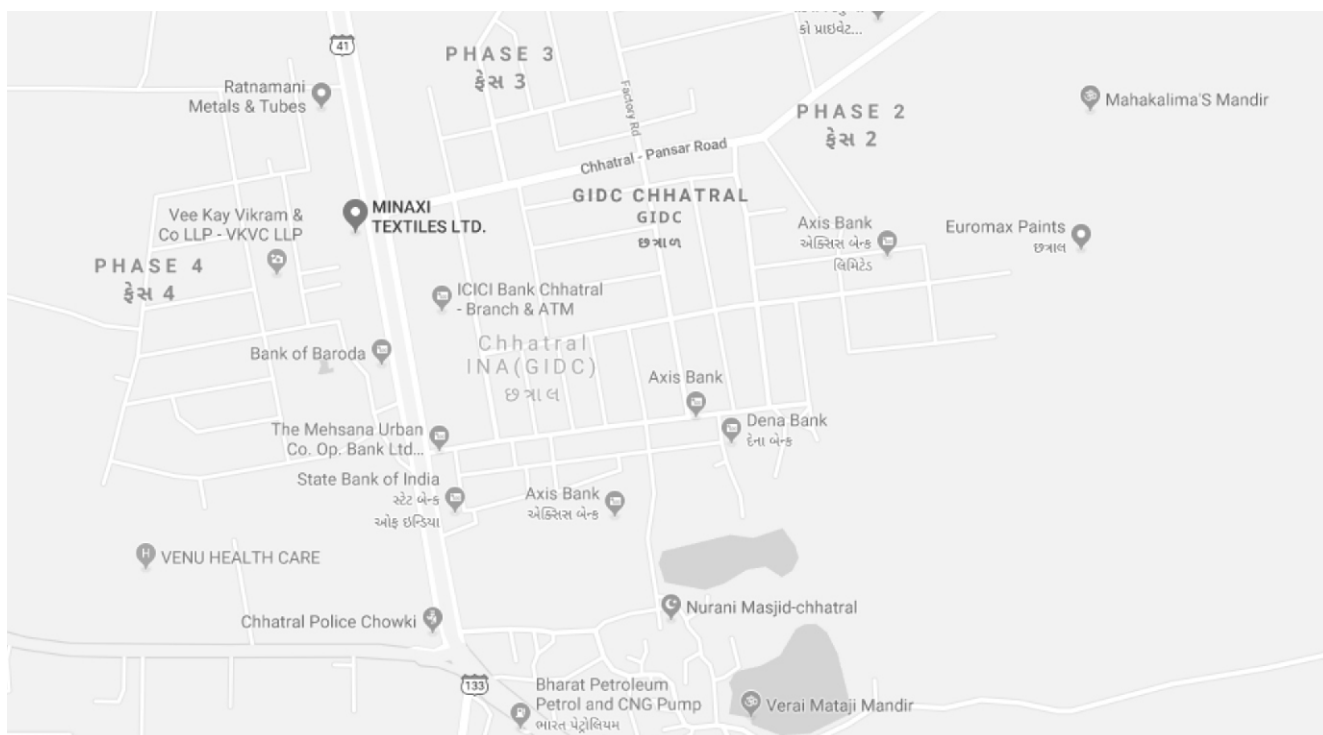 કો પ્રાઇવેટ...
41
PHASE 3
ફેસ 3
Ratnamani
Metals & Tubes
Factory Rd
Mahakalima'S Mandir
PHASE 2
ફેસ 2
Chhatral - Pansar Road
GIDC CHHATRAL
GIDC
છત્રાળ
MINAXI
TEXTILES LTD.
Vee Kay Vikram &
Co LLP - VKVC LLP
Axis Bank
એક્સિસ બેન્ક
લિમિટેડ
Euromax Paints
છત્રાલ
PHASE 4
ફેસ 4
ICICI Bank Chhatral
- Branch & ATM
Chhatral
INA(GIDC)
છત્રાલ
Bank of Baroda
Axis Bank
Dena Bank
દેના બેન્ક
The Mehsana Urban
Co. Op. Bank Ltd...
State Bank of India
સ્ટેટ બેન્ક
ઓફ ઇન્ડિયા
Axis Bank
એક્સિસ બેન્ક
H
VENU HEALTH CARE
Nurani Masjid-chhatral
Chhatral Police Chowki
133
Bharat Petroleum
Petrol and CNG Pump
ભારત પેટ્રોલિયમ
Verai Mataji Mandir